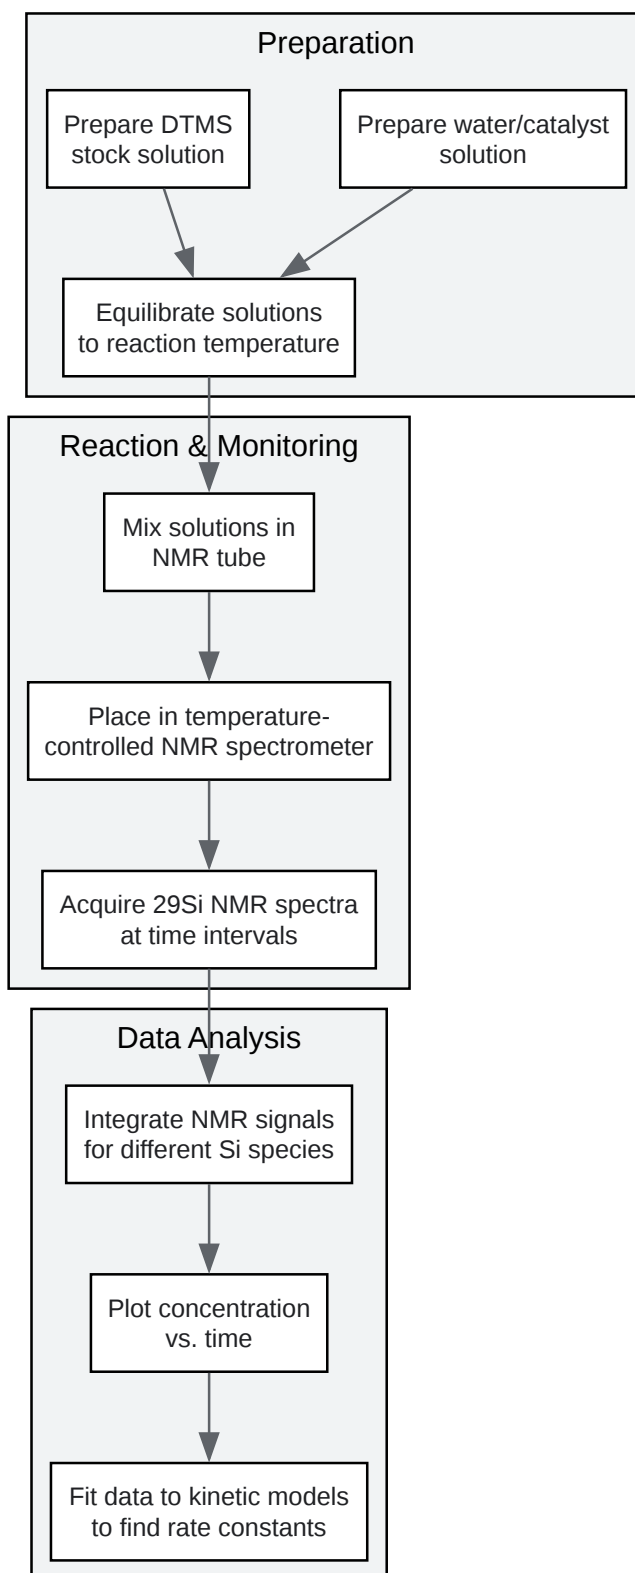 Preparation
Prepare DTMS
stock solution
Prepare water/catalyst
solution
Equilibrate solutions
to reaction temperature
Reaction & Monitoring
Mix solutions in
NMR tube
Place in temperature-
controlled NMR spectrometer
Acquire 29Si NMR spectra
at time intervals
Data Analysis
Integrate NMR signals
for different Si species
Plot concentration
vs. time
Fit data to kinetic models
to find rate constants